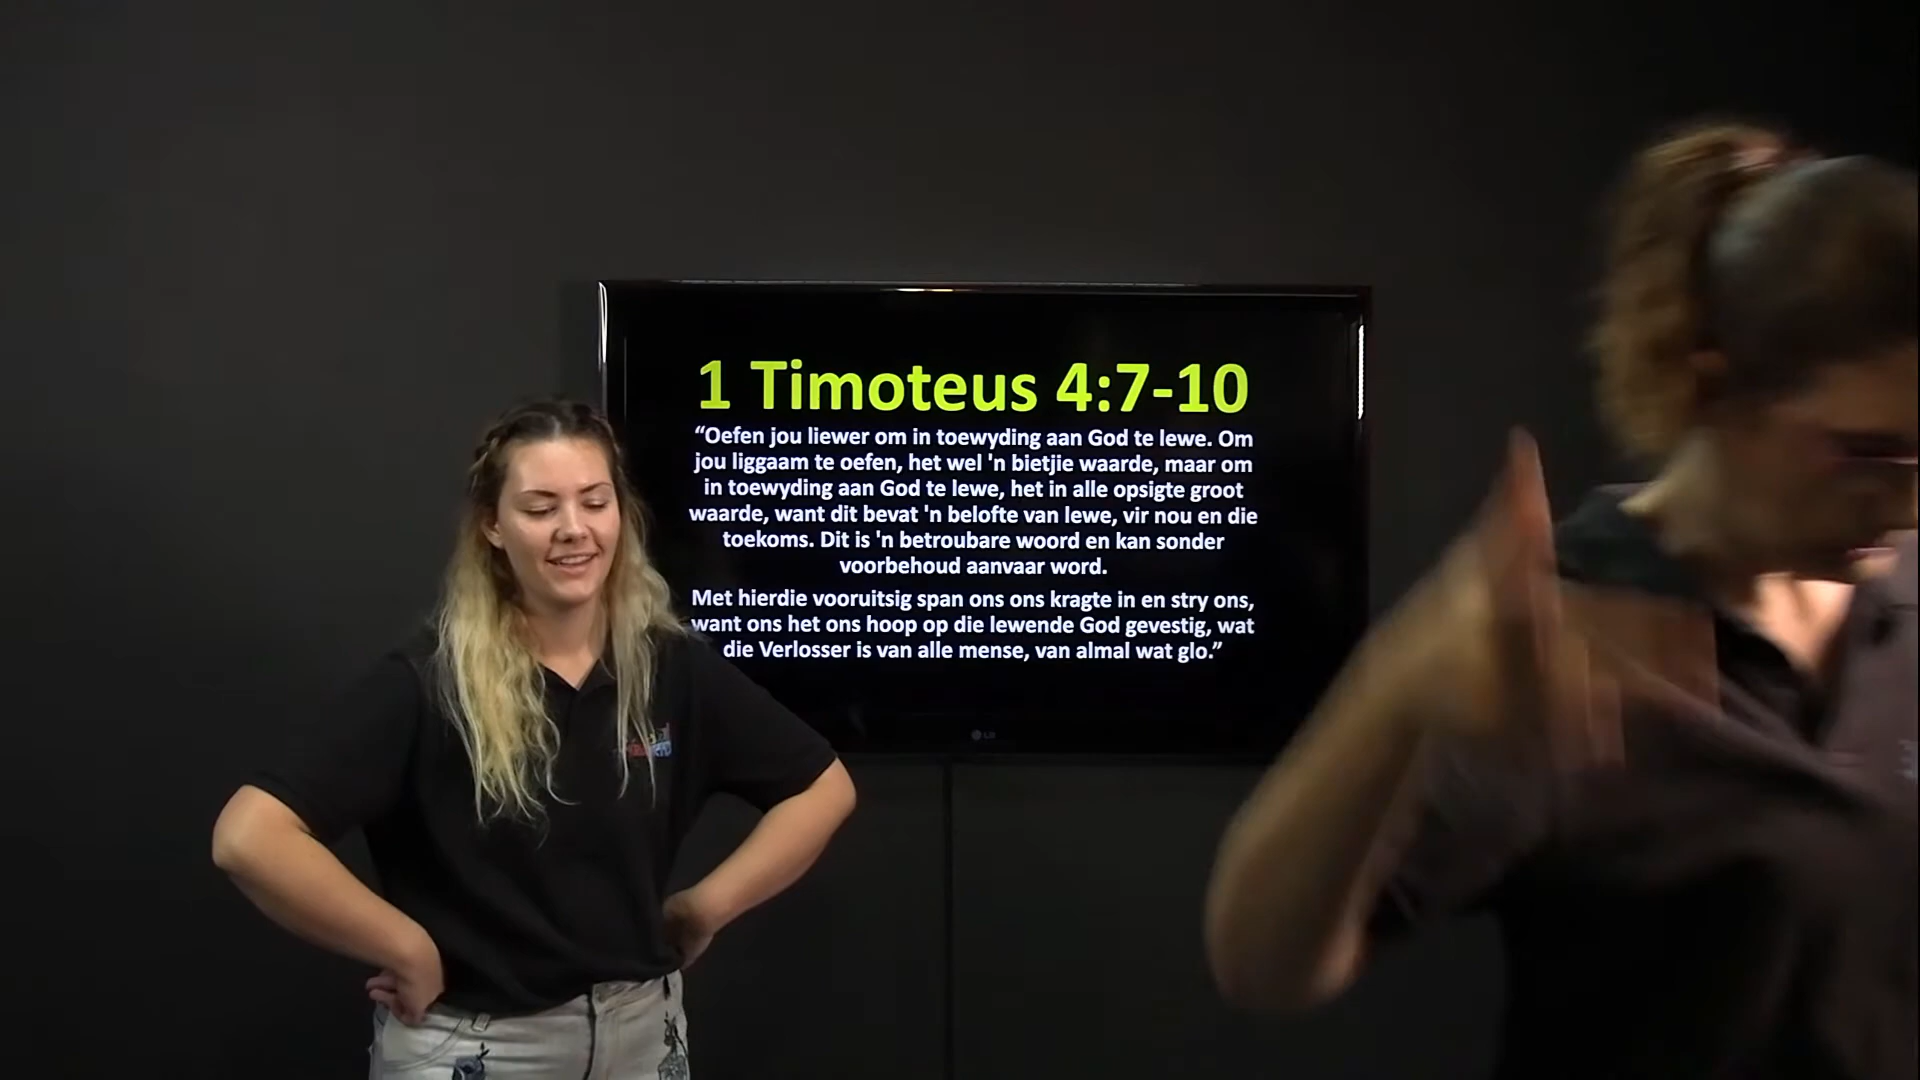 1 Timoteus 4:7-10
“Oefen jou liewer om in toewyding aan God te lewe. Om
jou liggaam te oefen, het wel 'n bietjie waarde, maar om
in toewyding aan God te lewe, het in alle opsigte groot
waarde, want dit bevat 'n belofte van lewe, vir nou en die
toekoms. Dit is 'n betroubare woord en kan sonder
voorbehoud aanvaar word.
Met hierdie vooruitsig span ons ons kragte in en stry ons,
want ons het ons hoop op die lewende God gevestig, wat
die Verlosser is van alle mense, van almal wat glo.”
LG